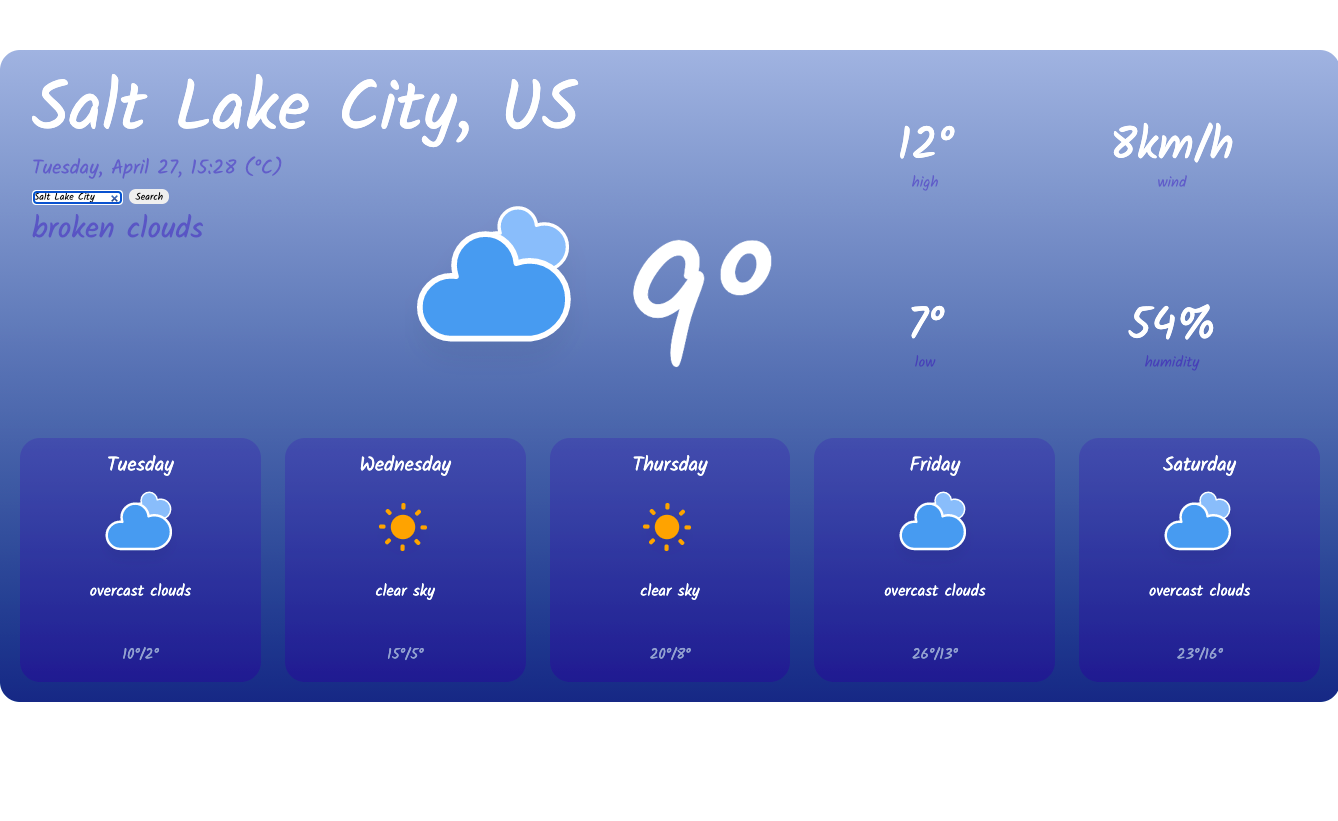 Salt Lake City, US
Tuesday, April 27, 15:28 (°C)
Salt Lake City
Search
broken clouds
9°
12°
high
8km/h
wind
7°
low
54%
humidity
Tuesday
overcast clouds
10°/2°
Wednesday
clear sky
15°/5°
Thursday
clear sky
20°/8°
Friday
overcast clouds
26°/13°
Saturday
overcast clouds
23°/16°